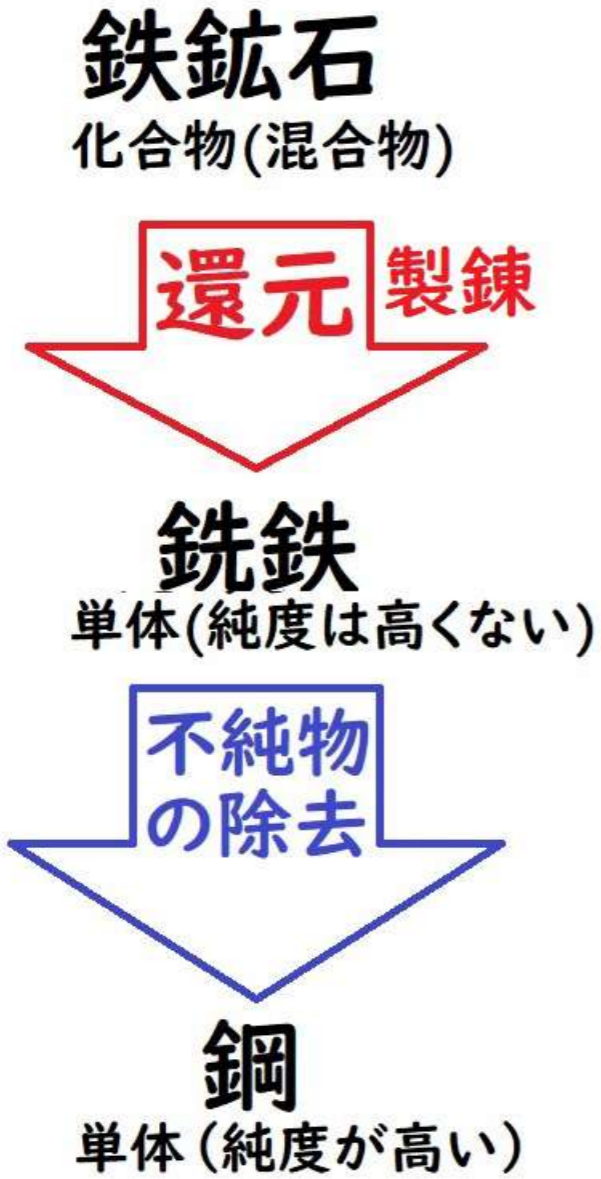 鉄鉱石
化合物(混合物)
還元 製錬
銑鉄
単体(純度は高くない)
不純物
の除去
鋼
単体(純度が高い)